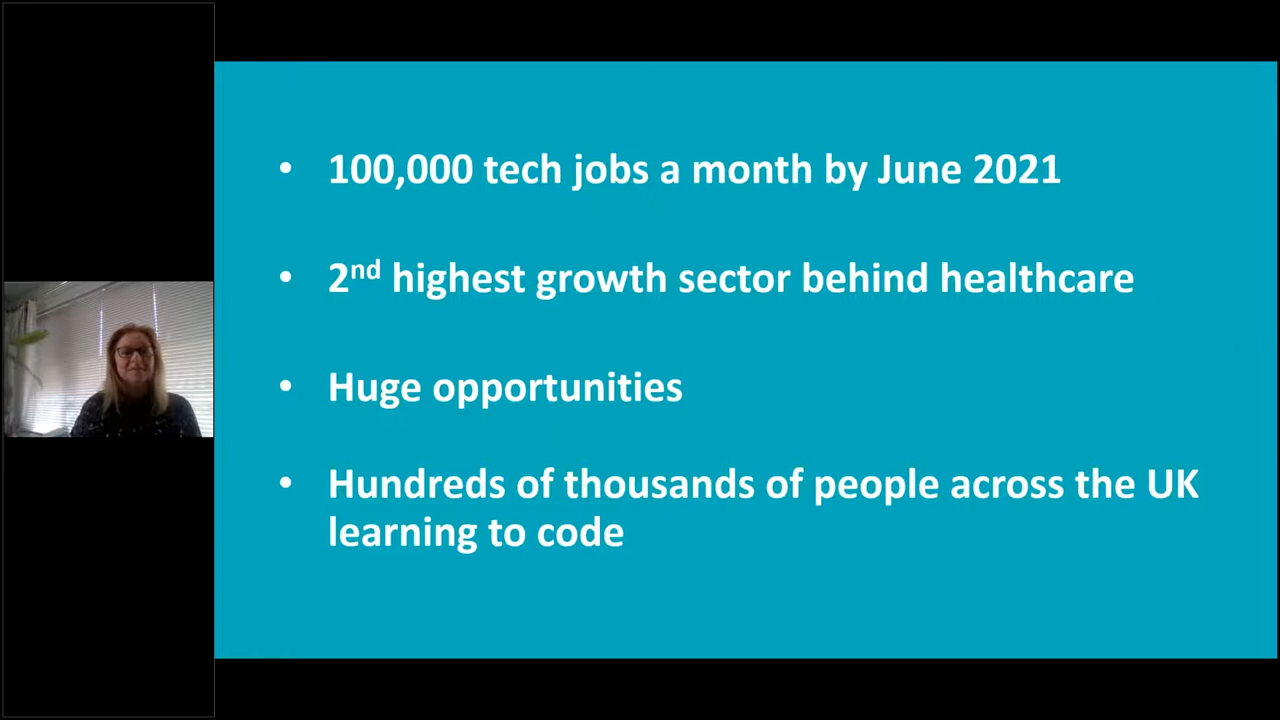 • 100,000 tech jobs a month by June 2021
• 2nd highest growth sector behind healthcare
• Huge opportunities
• Hundreds of thousands of people across the UK
learning to code